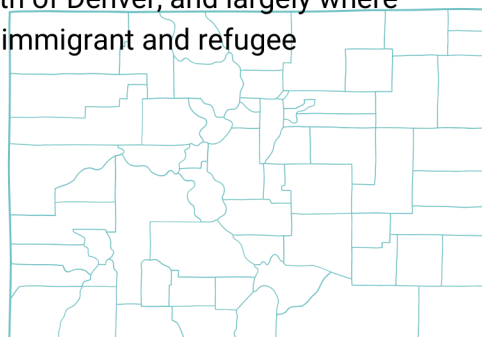 th of Denver, and largely where
immigrant and refugee